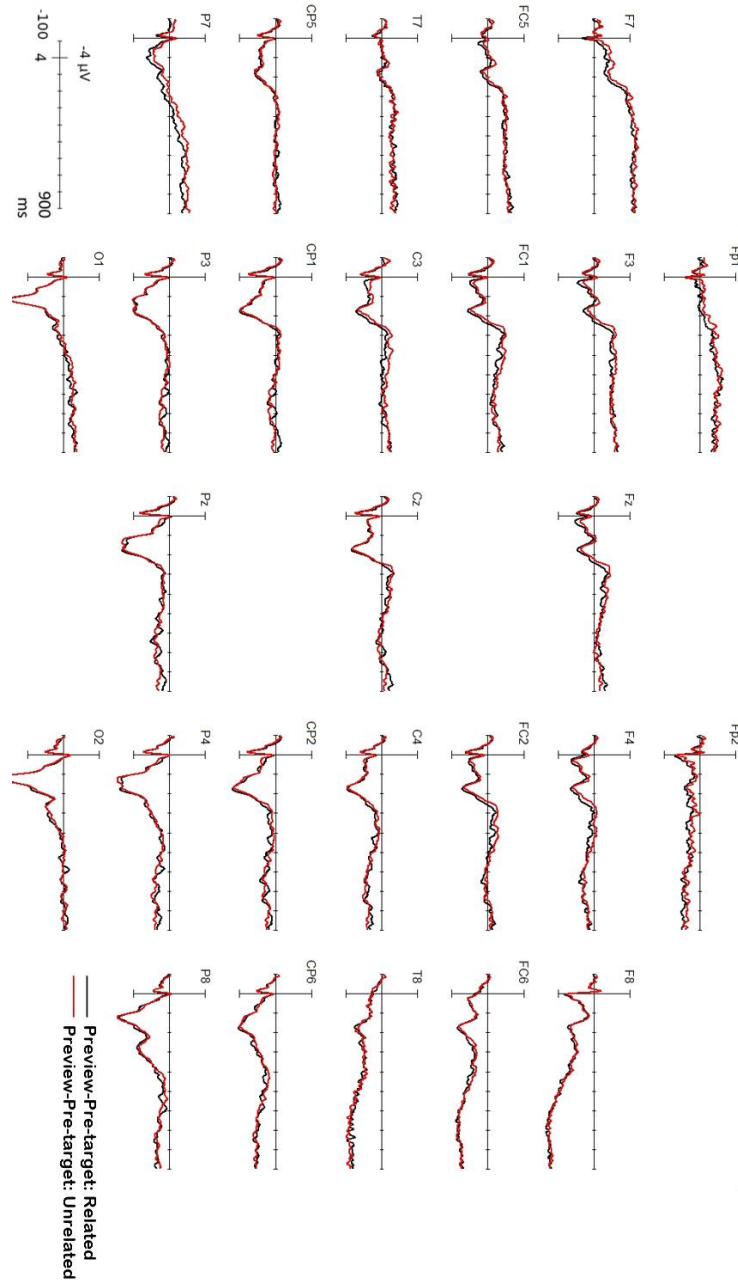 Fp1 Fp2
F7 F3 Fz F4 F8
FC5 FC1 FC2 FC6
T7 C3 Cz C4 T8
CP5 CP1 CP2 CP6
P7 P3 Pz P4 P8
O1 O2
-4 µV
-100 4 900
ms
Preview-Pre-target: Related
Preview-Pre-target: Unrelated